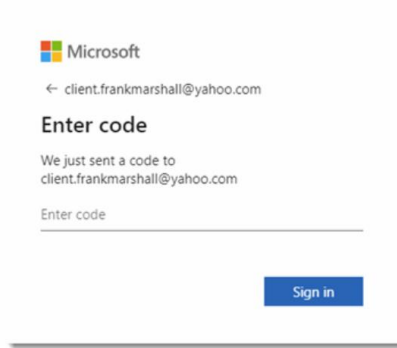 Microsoft
← client.frankmarshall@yahoo.com
Enter code
We just sent a code to
client.frankmarshall@yahoo.com
Enter code
Sign in